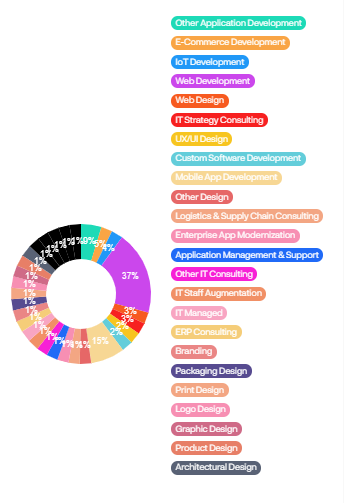 Other Application Development
E-Commerce Development
IoT Development
Web Development
Web Design
IT Strategy Consulting
UX/UI Design
Custom Software Development
Mobile App Development
Other Design
Logistics & Supply Chain Consulting
Enterprise App Modernization
Application Management & Support
Other IT Consulting
IT Staff Augmentation
IT Managed
ERP Consulting
Branding
Packaging Design
Print Design
Logo Design
Graphic Design
Product Design
Architectural Design
37%
3%
3%
2%
15%
1%
1%
1%
1%
1%
1%
1%
1%